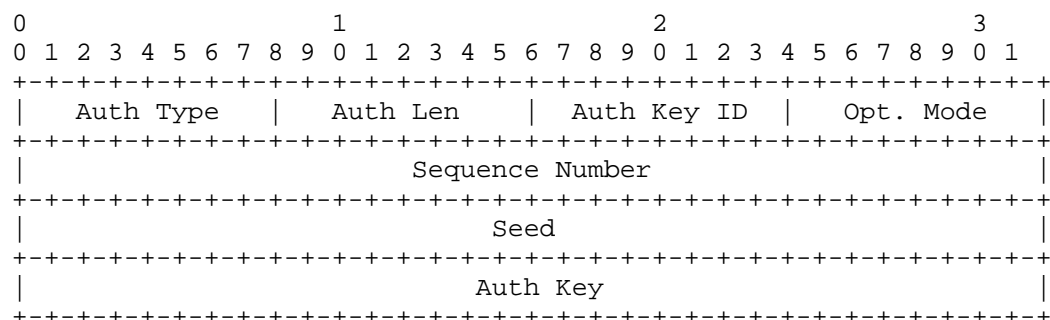 0                   1                   2                   3
0 1 2 3 4 5 6 7 8 9 0 1 2 3 4 5 6 7 8 9 0 1 2 3 4 5 6 7 8 9 0 1
+-+-+-+-+-+-+-+-+-+-+-+-+-+-+-+-+-+-+-+-+-+-+-+-+-+-+-+-+-+-+-+-+
|   Auth Type   |   Auth Len    |  Auth Key ID  |   Opt. Mode   |
+-+-+-+-+-+-+-+-+-+-+-+-+-+-+-+-+-+-+-+-+-+-+-+-+-+-+-+-+-+-+-+-+
|                        Sequence Number                        |
+-+-+-+-+-+-+-+-+-+-+-+-+-+-+-+-+-+-+-+-+-+-+-+-+-+-+-+-+-+-+-+-+
|                             Seed                              |
+-+-+-+-+-+-+-+-+-+-+-+-+-+-+-+-+-+-+-+-+-+-+-+-+-+-+-+-+-+-+-+-+
|                            Auth Key                           |
+-+-+-+-+-+-+-+-+-+-+-+-+-+-+-+-+-+-+-+-+-+-+-+-+-+-+-+-+-+-+-+-+